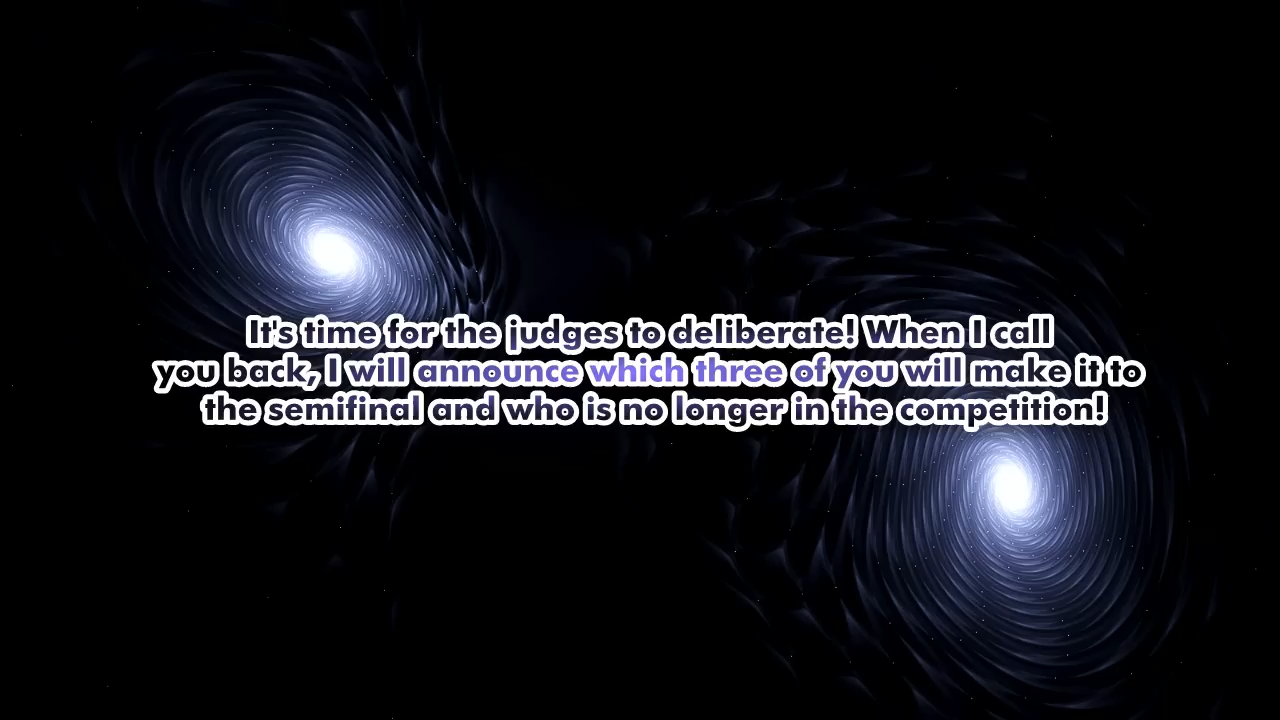 It's time for the judges to deliberate! When I call
you back, I will announce which three of you will make it to
the semifinal and who is no longer in the competition!